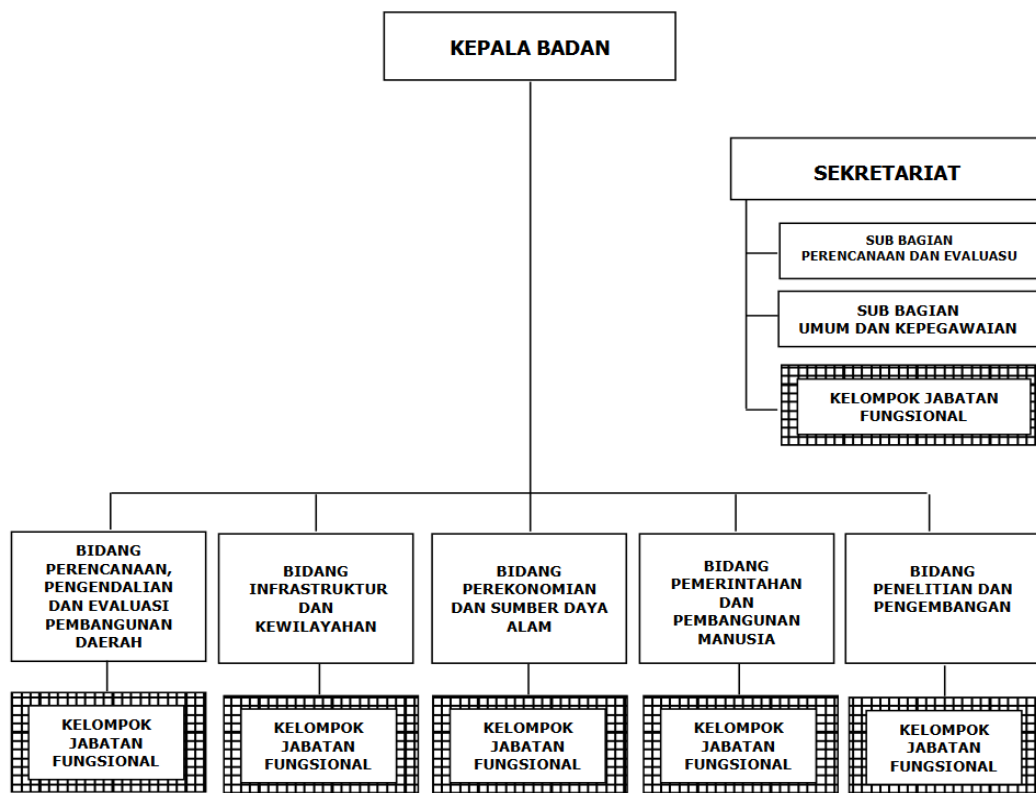 KEPALA BADAN
SEKRETARIAT
SUB BAGIAN
PERENCANAAN DAN EVALUASU
SUB BAGIAN
UMUM DAN KEPEGAWAIAN
KELOMPOK JABATAN
FUNGSIONAL
BIDANG
PERENCANAAN,
PENGENDALIAN
DAN EVALUASI
PEMBANGUNAN
DAERAH
BIDANG
INFRASTRUKTUR
DAN
KEWILAYAHAN
BIDANG
PEREKONOMIAN
DAN SUMBER DAYA
ALAM
BIDANG
PEMERINTAHAN
DAN
PEMBANGUNAN
MANUSIA
BIDANG
PENELITIAN DAN
PENGEMBANGAN
KELOMPOK
JABATAN
FUNGSIONAL
KELOMPOK
JABATAN
FUNGSIONAL
KELOMPOK
JABATAN
FUNGSIONAL
KELOMPOK
JABATAN
FUNGSIONAL
KELOMPOK
JABATAN
FUNGSIONAL